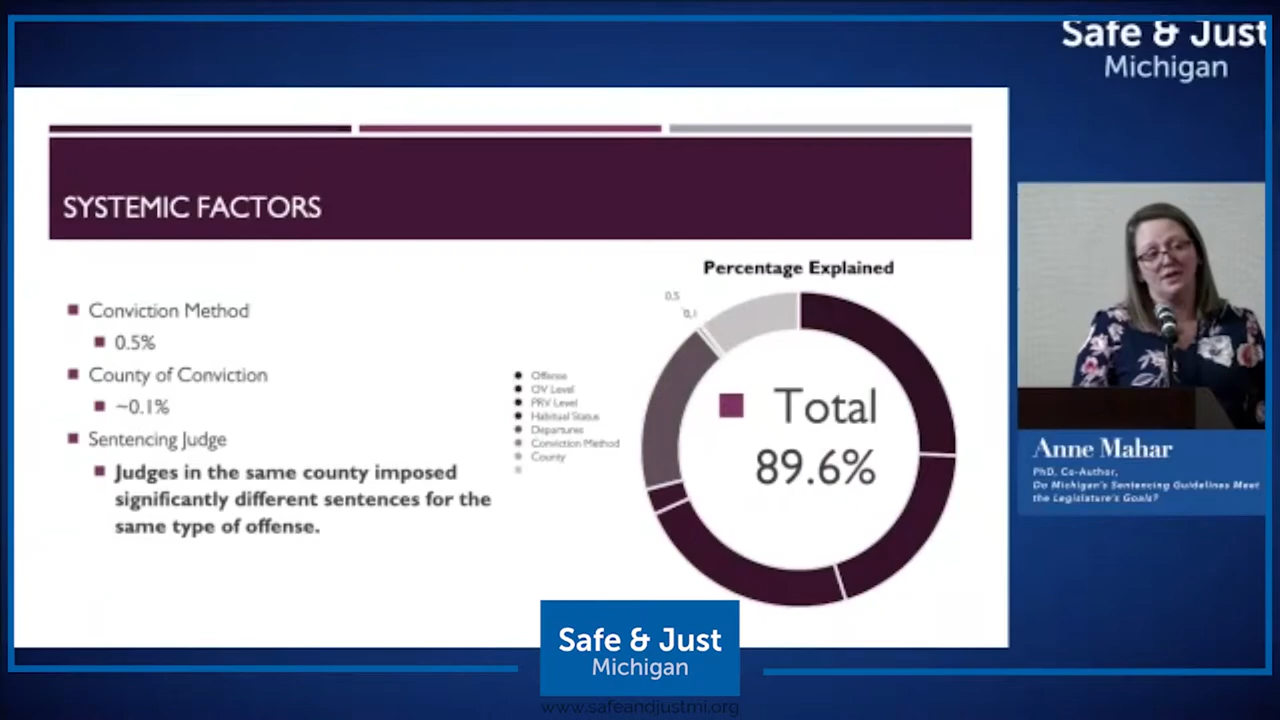 Safe & Just
Michigan
SYSTEMIC FACTORS
Conviction Method
0.5%
County of Conviction
~0.1%
Sentencing Judge
Judges in the same county imposed
significantly different sentences for the
same type of offense.
Percentage Explained
0.5
0.1
Offense
OV Level
PRV Level
Habitual Status
Departures
Conviction Method
County
Total
89.6%
Anne Mahar
PhD, Co-Author,
Do Michigan's Sentencing Guidelines Meet
the Legislature's Goals?
Safe & Just
Michigan
www.safeandjustmi.org